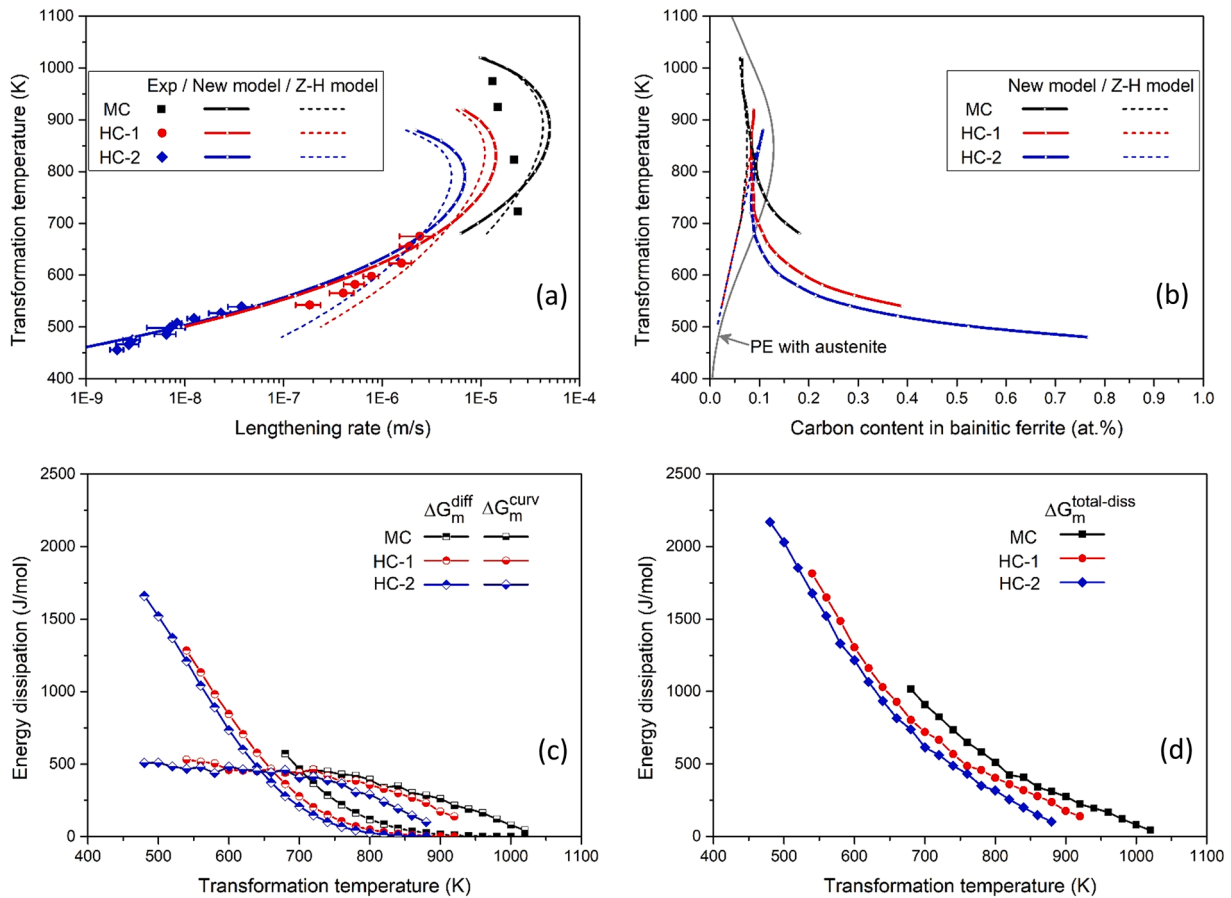 1100
1000
900
800
700
600
500
400
Transformation temperature (K)
Exp / New model / Z-H model
MC
HC-1
HC-2
(a)
1E-9 1E-8 1E-7 1E-6 1E-5 1E-4
Lengthening rate (m/s)
1100
1000
900
800
700
600
500
400
Transformation temperature (K)
New model / Z-H model
MC
HC-1
HC-2
(b)
PE with austenite
0.0 0.1 0.2 0.3 0.4 0.5 0.6 0.7 0.8 0.9 1.0
Carbon content in bainitic ferrite (at.%)
2500
2000
1500
1000
500
0
Energy dissipation (J/mol)
ΔG_m^diff ΔG_m^curv
MC
HC-1
HC-2
(c)
400 500 600 700 800 900 1000 1100
Transformation temperature (K)
2500
2000
1500
1000
500
0
Energy dissipation (J/mol)
ΔG_m^total-diss
MC
HC-1
HC-2
(d)
400 500 600 700 800 900 1000 1100
Transformation temperature (K)